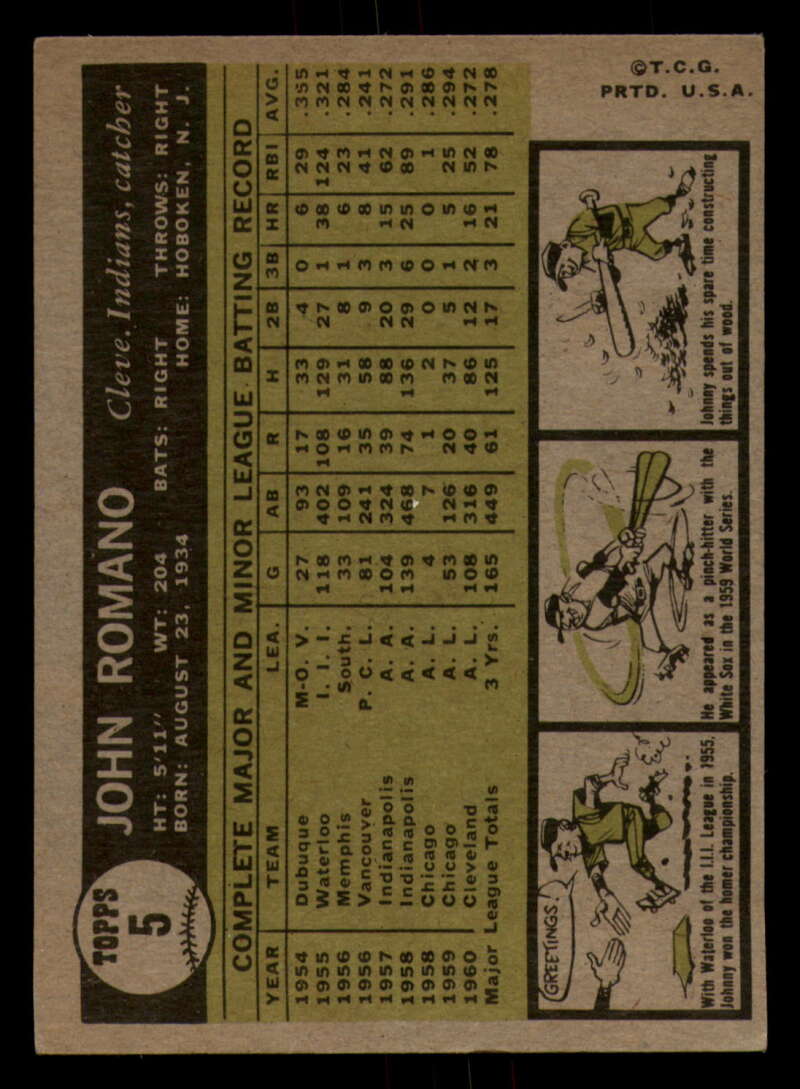 TOPPS
5
JOHN ROMANO Cleve. Indians, catcher
HT: 5'11" WT: 204 BATS: RIGHT THROWS: RIGHT
BORN: AUGUST 23, 1934 HOME: HOBOKEN, N. J.
COMPLETE MAJOR AND MINOR LEAGUE BATTING RECORD
YEAR TEAM LEA. G AB R H 2B 3B HR RBI AVG.
1954 Dubuque M-O. V. 27 93 17 33 4 0 6 29 .355
1955 Waterloo I. I. I. 118 402 108 129 27 1 38 124 .321
1956 Memphis South. 33 109 16 31 8 1 6 23 .284
1956 Vancouver P. C. L. 81 241 35 58 9 3 8 41 .241
1957 Indianapolis A. A. 104 324 39 88 20 3 15 62 .272
1958 Indianapolis A. A. 139 468 74 136 29 6 25 89 .291
1958 Chicago A. L. 4 7 1 2 0 0 0 1 .286
1959 Chicago A. L. 53 126 20 37 5 1 5 25 .294
1960 Cleveland A. L. 108 316 40 86 12 2 16 52 .272
Major League Totals 3 Yrs. 165 449 61 125 17 3 21 78 .278
GREETINGS!
With Waterloo of the I.I.I. League in 1955,
Johnny won the homer championship.
He appeared as a pinch-hitter with the
White Sox in the 1959 World Series.
Johnny spends his spare time constructing
things out of wood.
©T.C.G.
PRTD. U.S.A.